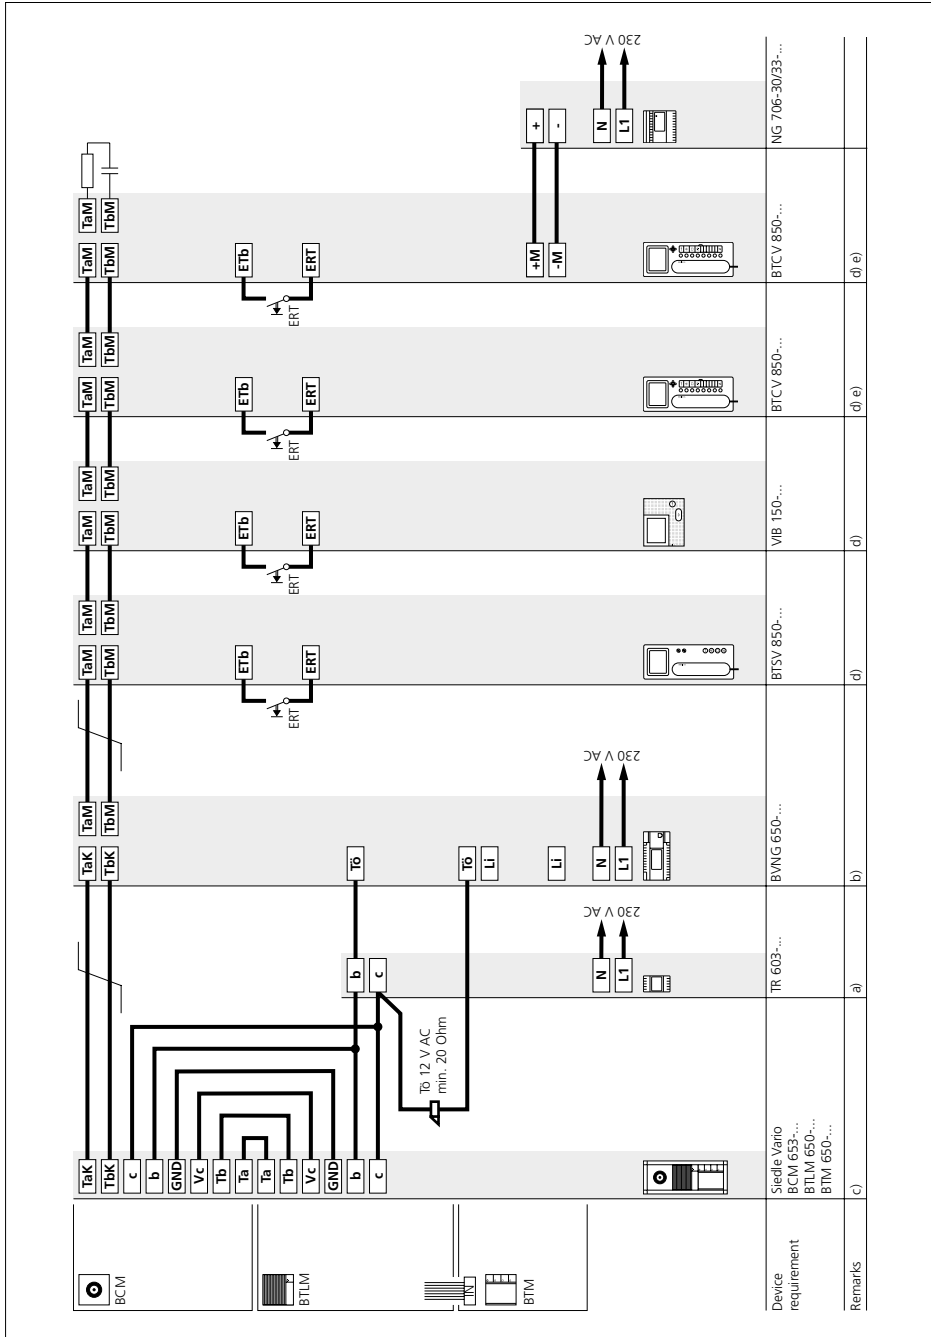 TaK TaK TaM TaM TaM TaM TaM TaM TaM TaM TaM
TbK TbK TbM TbM TbM TbM TbM TbM TbM TbM TbM
BCM
c
b
GND
Vc
Tb
Ta ETb ETb ETb ETb
Ta
Tb
ERT ERT ERT ERT
BTLM
Vc ERT ERT ERT ERT
GND
b b Tö
c c
Tö 12 V AC
min. 20 Ohm
IN Tö
Li
BTM
+M +
Li -M -
N N N
L1 L1 L1
230 V AC 230 V AC 230 V AC
Device
requirement
Siedle Vario
BCM 653-...
BTLM 650-...
BTM 650-...
TR 603-...
BVNG 650-...
BTSV 850-...
VIB 150-...
BTCV 850-...
BTCV 850-...
NG 706-30/33-...
Remarks c) a) b) d) d) d) e) d) e)